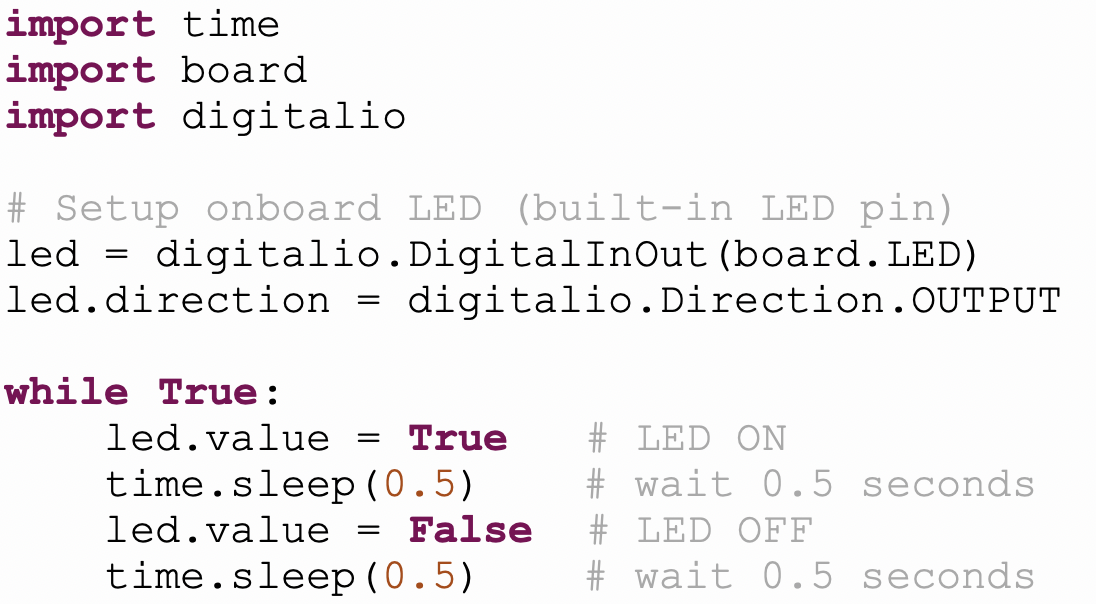 import time
import board
import digitalio

# Setup onboard LED (built-in LED pin)
led = digitalio.DigitalInOut(board.LED)
led.direction = digitalio.Direction.OUTPUT

while True:
    led.value = True   # LED ON
    time.sleep(0.5)    # wait 0.5 seconds
    led.value = False  # LED OFF
    time.sleep(0.5)    # wait 0.5 seconds